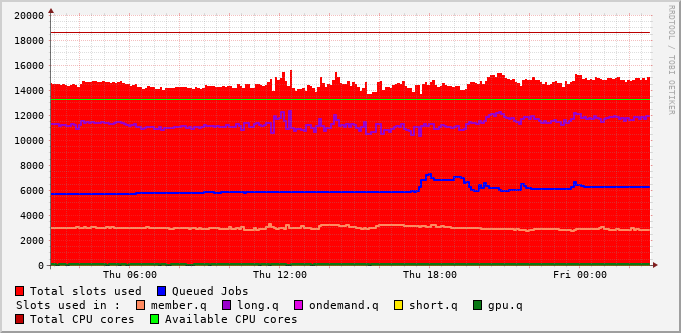 20000
18000
16000
14000
12000
10000
8000
6000
4000
2000
0
Thu 06:00 Thu 12:00 Thu 18:00 Fri 00:00
RRDTOOL / TOBI OETIKER
Total slots used Queued Jobs
Slots used in : member.q long.q ondemand.q short.q gpu.q
Total CPU cores Available CPU cores